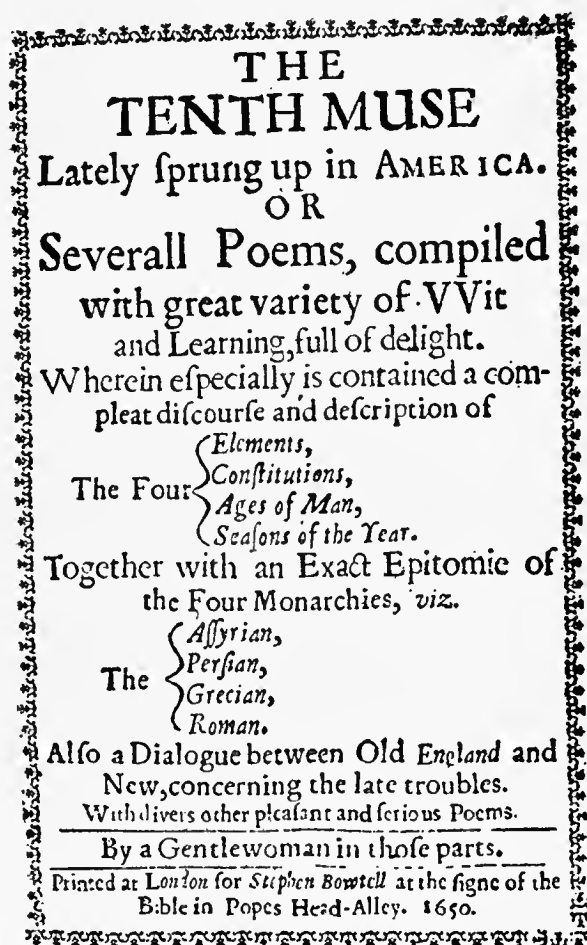 THE
TENTH MUSE
Lately ſprung up in AMERICA.
OR
Severall Poems, compiled
with great variety of VVit
and Learning, full of delight.
Wherein eſpecially is contained a com-
pleat diſcourſe and deſcription of
The Four
Elements,
Conſtitutions,
Ages of Man,
Seaſons of the Year.
Together with an Exact Epitomie of
the Four Monarchies, viz.
The
Aſſyrian,
Perſian,
Grecian,
Roman.
Alſo a Dialogue between Old England and
New, concerning the late troubles.
With divers other pleaſant and ſerious Poems.
By a Gentlewoman in thoſe parts.
Printed at London for Stephen Bowtell at the ſigne of the
Bible in Popes Head-Alley. 1650.